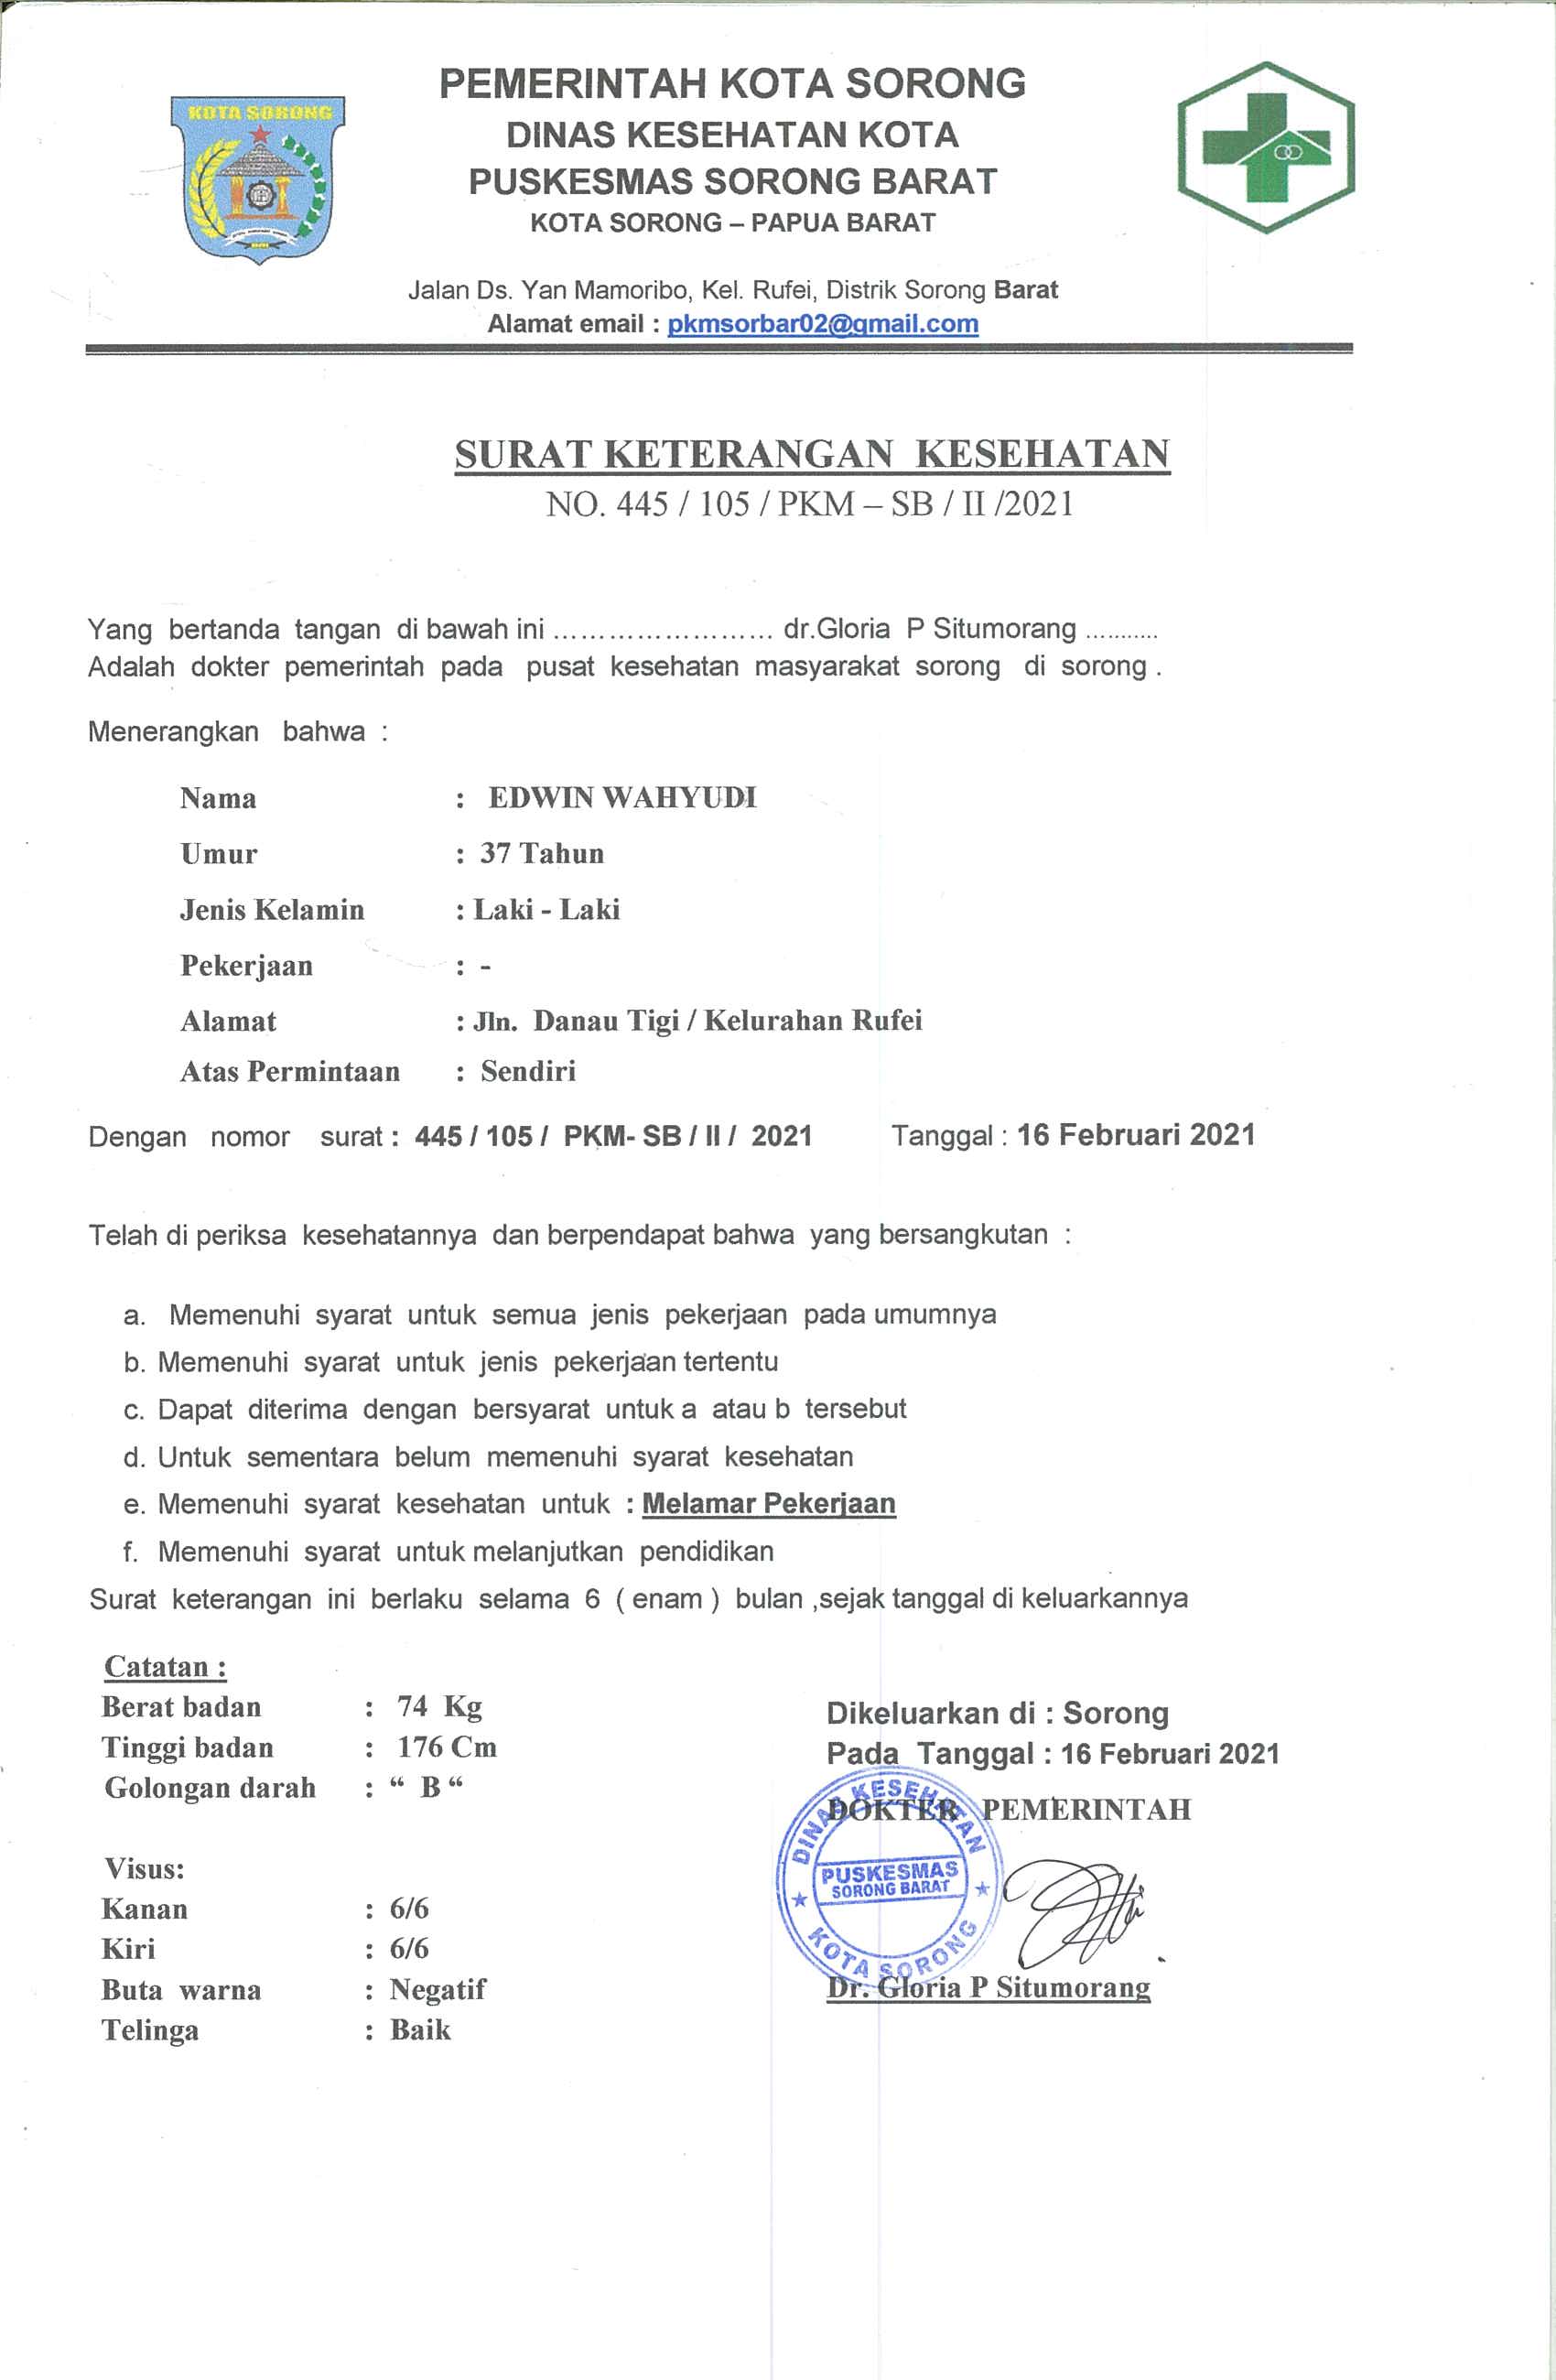 KOTA SORONG
PEMERINTAH KOTA SORONG
DINAS KESEHATAN KOTA
PUSKESMAS SORONG BARAT
KOTA SORONG – PAPUA BARAT
Jalan Ds. Yan Mamoribo, Kel. Rufei, Distrik Sorong Barat
Alamat email : pkmsorbar02@gmail.com
SURAT KETERANGAN KESEHATAN
NO. 445 / 105 / PKM – SB / II /2021
Yang bertanda tangan di bawah ini ........................ dr.Gloria P Situmorang ...........
Adalah dokter pemerintah pada pusat kesehatan masyarakat sorong di sorong .
Menerangkan bahwa :
Nama : EDWIN WAHYUDI
Umur : 37 Tahun
Jenis Kelamin : Laki - Laki
Pekerjaan : -
Alamat : Jln. Danau Tigi / Kelurahan Rufei
Atas Permintaan : Sendiri
Dengan nomor surat : 445 / 105 / PKM- SB / II / 2021 Tanggal : 16 Februari 2021
Telah di periksa kesehatannya dan berpendapat bahwa yang bersangkutan :
a. Memenuhi syarat untuk semua jenis pekerjaan pada umumnya
b. Memenuhi syarat untuk jenis pekerjaan tertentu
c. Dapat diterima dengan bersyarat untuk a atau b tersebut
d. Untuk sementara belum memenuhi syarat kesehatan
e. Memenuhi syarat kesehatan untuk : Melamar Pekerjaan
f. Memenuhi syarat untuk melanjutkan pendidikan
Surat keterangan ini berlaku selama 6 ( enam ) bulan ,sejak tanggal di keluarkannya
Catatan :
Berat badan : 74 Kg
Tinggi badan : 176 Cm
Golongan darah : “ B “
Visus:
Kanan : 6/6
Kiri : 6/6
Buta warna : Negatif
Telinga : Baik
Dikeluarkan di : Sorong
Pada Tanggal : 16 Februari 2021
DOKTER PEMERINTAH
DINAS KESEHATAN
PUSKESMAS
SORONG BARAT
KOTA SORONG
Dr. Gloria P Situmorang